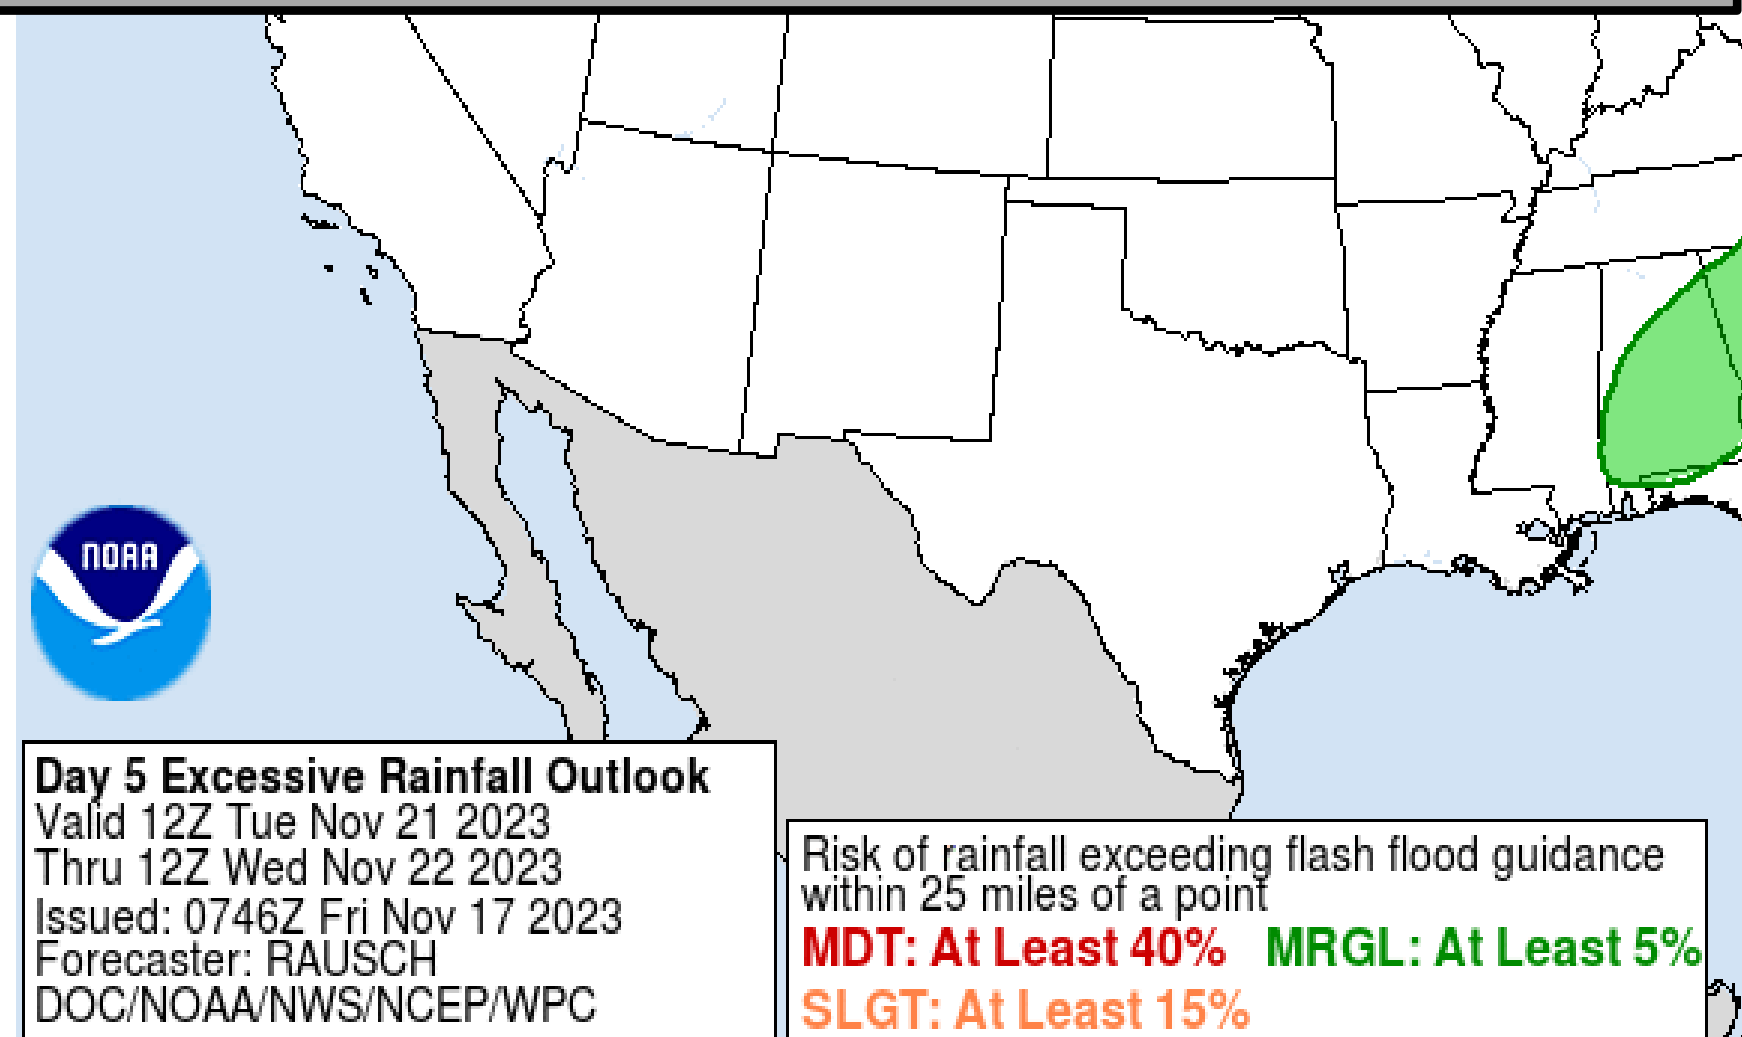 NOAA
Day 5 Excessive Rainfall Outlook
Valid 12Z Tue Nov 21 2023
Thru 12Z Wed Nov 22 2023
Issued: 0746Z Fri Nov 17 2023
Forecaster: RAUSCH
DOC/NOAA/NWS/NCEP/WPC
Risk of rainfall exceeding flash flood guidance
within 25 miles of a point
MDT: At Least 40% MRGL: At Least 5%
SLGT: At Least 15%